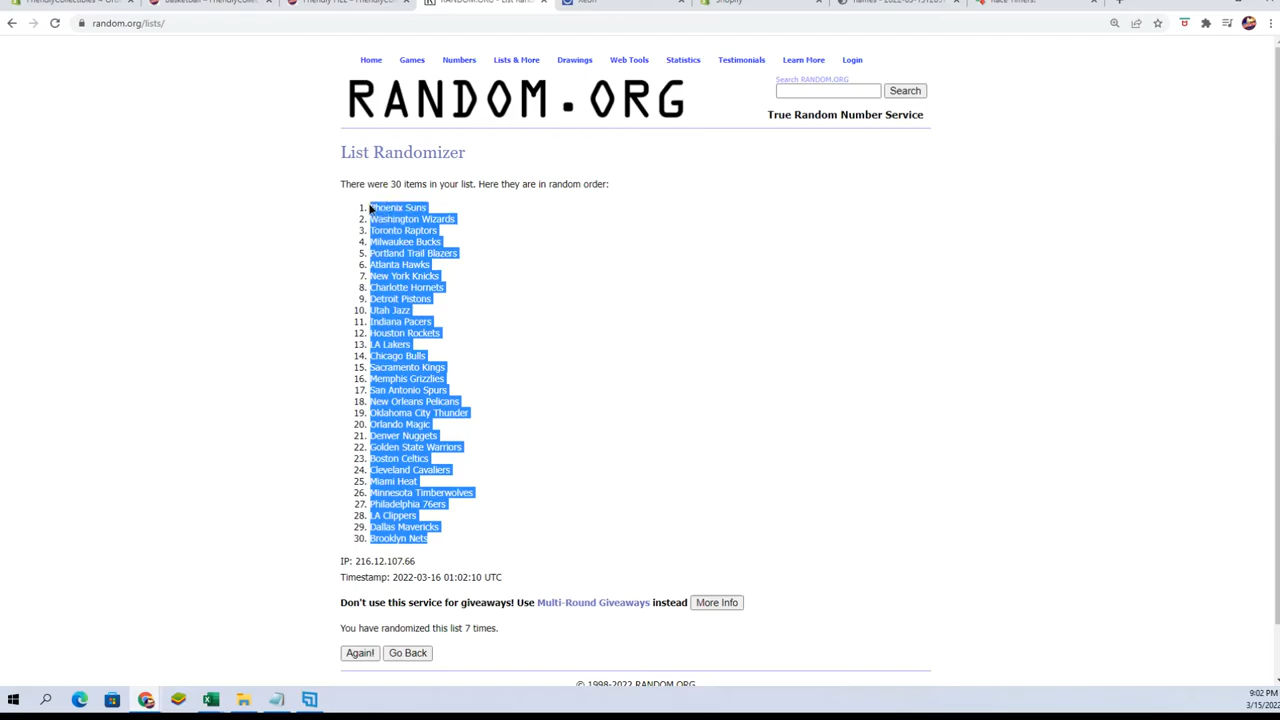 random.org/lists/
Home Games Numbers Lists & More Drawings Web Tools Statistics Testimonials Learn More Login
RANDOM.ORG
Search RANDOM.ORG
Search
True Random Number Service
List Randomizer
There were 30 items in your list. Here they are in random order:
1. Phoenix Suns
2. Washington Wizards
3. Toronto Raptors
4. Milwaukee Bucks
5. Portland Trail Blazers
6. Atlanta Hawks
7. New York Knicks
8. Charlotte Hornets
9. Detroit Pistons
10. Utah Jazz
11. Indiana Pacers
12. Houston Rockets
13. LA Lakers
14. Chicago Bulls
15. Sacramento Kings
16. Memphis Grizzlies
17. San Antonio Spurs
18. New Orleans Pelicans
19. Oklahoma City Thunder
20. Orlando Magic
21. Denver Nuggets
22. Golden State Warriors
23. Boston Celtics
24. Cleveland Cavaliers
25. Miami Heat
26. Minnesota Timberwolves
27. Philadelphia 76ers
28. LA Clippers
29. Dallas Mavericks
30. Brooklyn Nets
IP: 216.12.107.66
Timestamp: 2022-03-16 01:02:10 UTC
Don't use this service for giveaways! Use Multi-Round Giveaways instead More Info
You have randomized this list 7 times.
Again! Go Back
© 1998-2022 RANDOM.ORG
9:02 PM